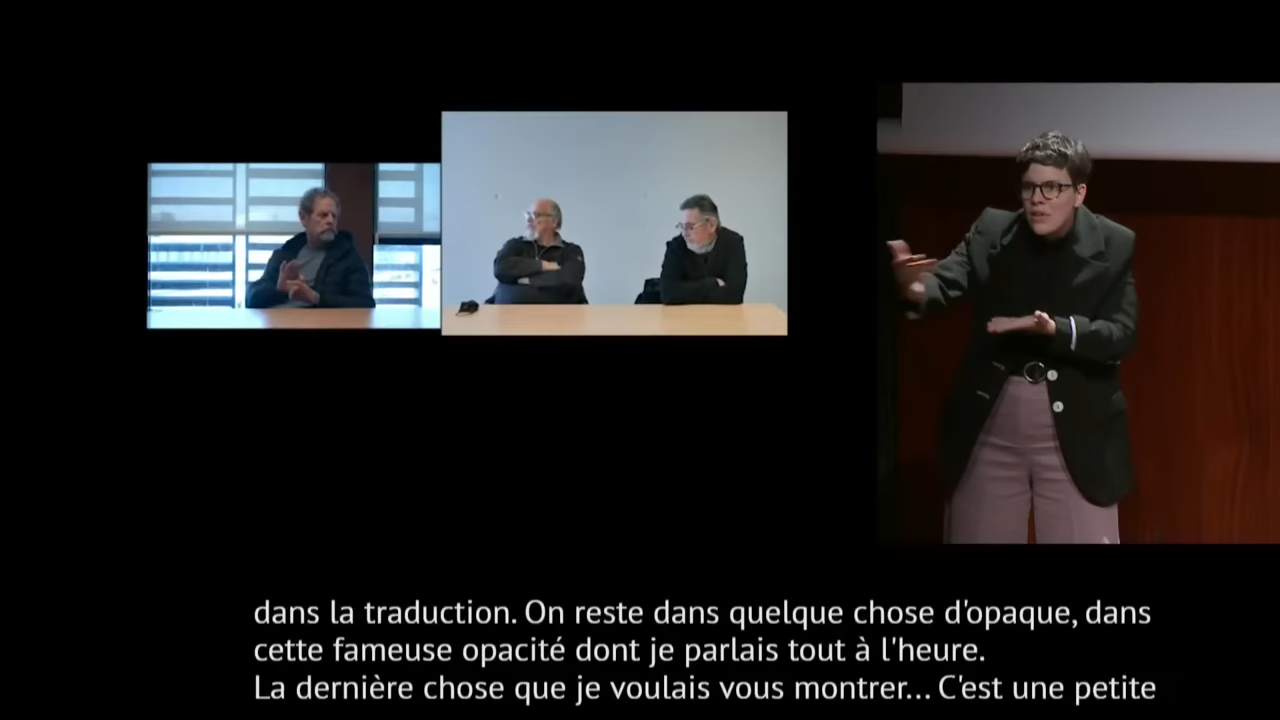 dans la traduction. On reste dans quelque chose d'opaque, dans
cette fameuse opacité dont je parlais tout à l'heure.
La dernière chose que je voulais vous montrer... C'est une petite